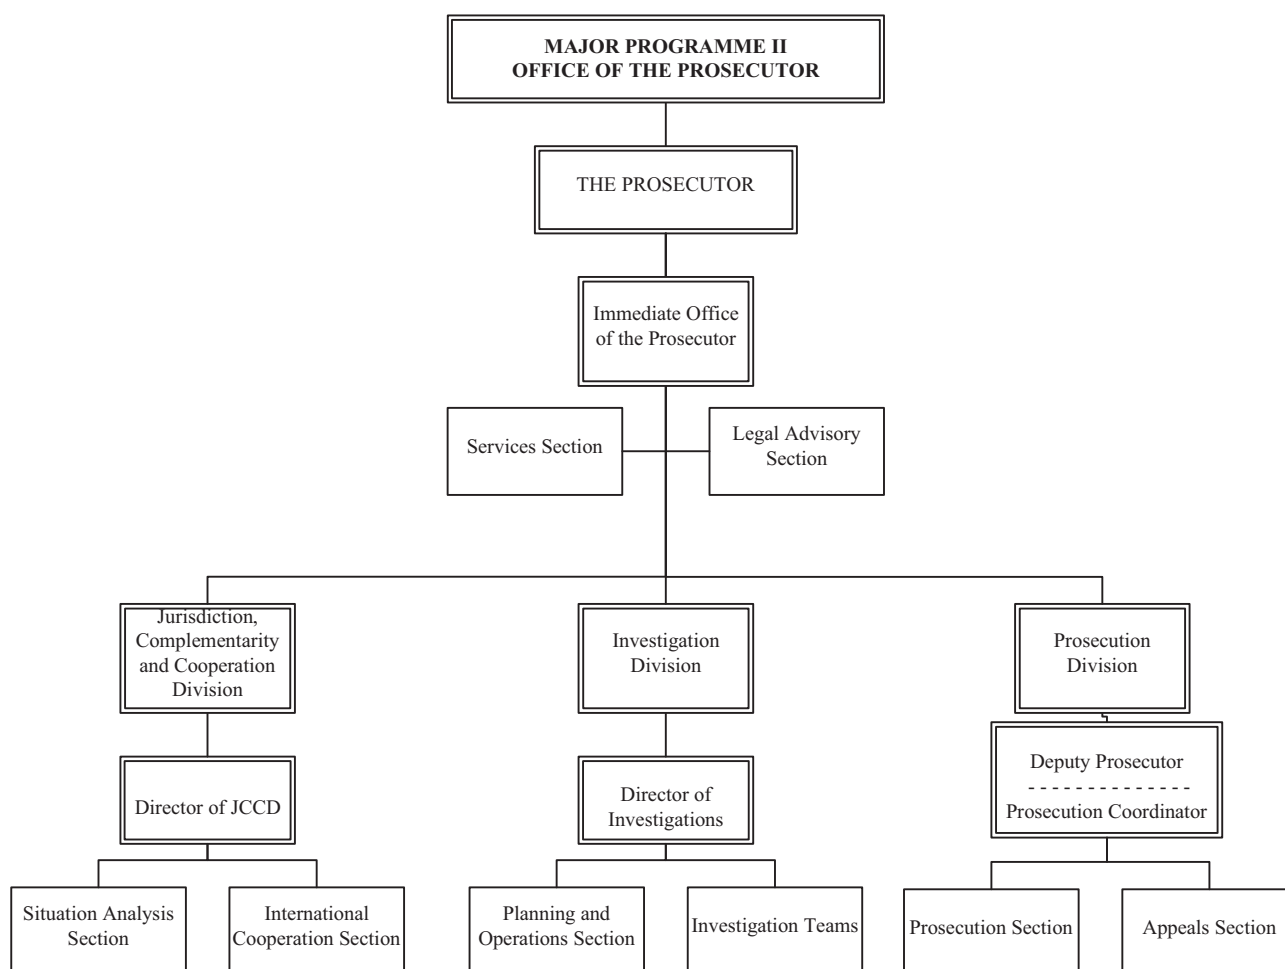 MAJOR PROGRAMME II
OFFICE OF THE PROSECUTOR
THE PROSECUTOR
Immediate Office
of the Prosecutor
Services Section
Legal Advisory
Section
Jurisdiction,
Complementarity
and Cooperation
Division
Investigation
Division
Prosecution
Division
Director of JCCD
Director of
Investigations
Deputy Prosecutor
- - - - - - - - - - - - - - -
Prosecution Coordinator
Situation Analysis
Section
International
Cooperation Section
Planning and
Operations Section
Investigation Teams
Prosecution Section
Appeals Section